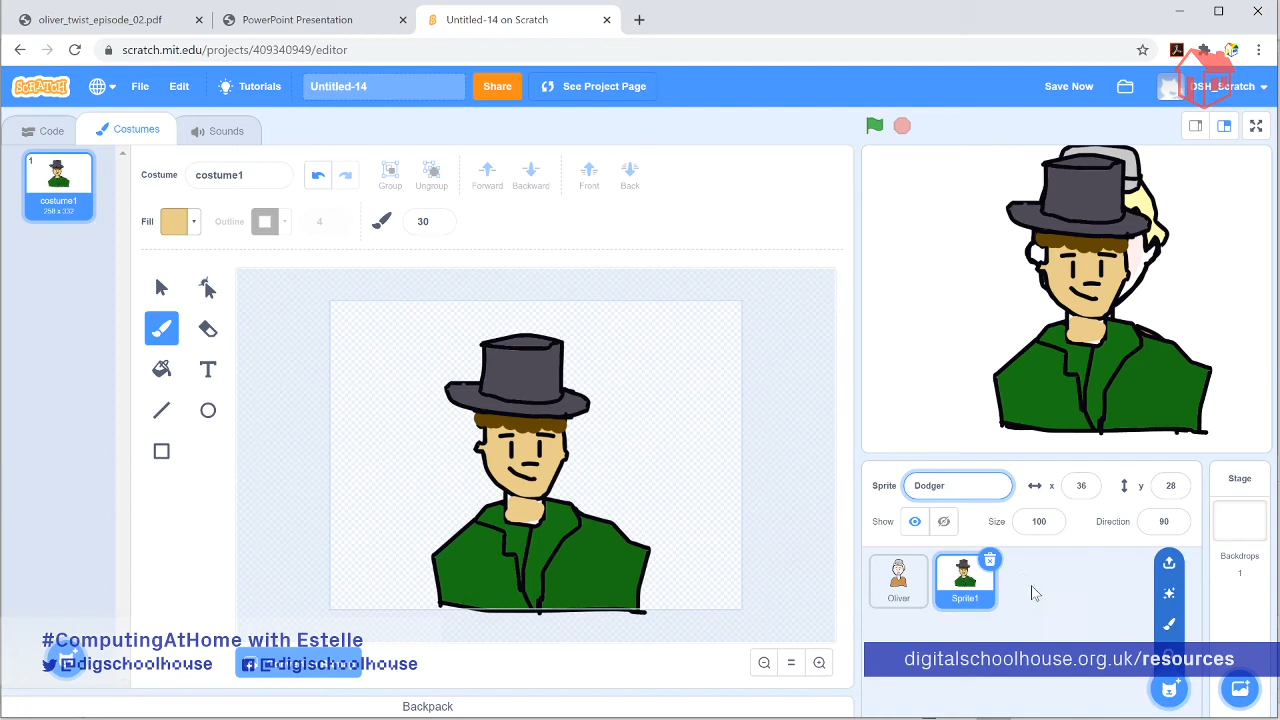 oliver_twist_episode_02.pdf
PowerPoint Presentation
Untitled-14 on Scratch
scratch.mit.edu/projects/409340949/editor
SCRATCH
File
Edit
Tutorials
Untitled-14
Share
See Project Page
Save Now
DSH_Scratch
Code
Costumes
Sounds
1
costume1
258 x 332
Costume
costume1
Group
Ungroup
Forward
Backward
Front
Back
Fill
Outline
4
30
T
Sprite
Dodger
x
36
y
28
Show
Size
100
Direction
90
Oliver
Sprite1
Stage
Backdrops
1
#ComputingAtHome with Estelle
@digschoolhouse
@digischoolhouse
digitalschoolhouse.org.uk/resources
Backpack